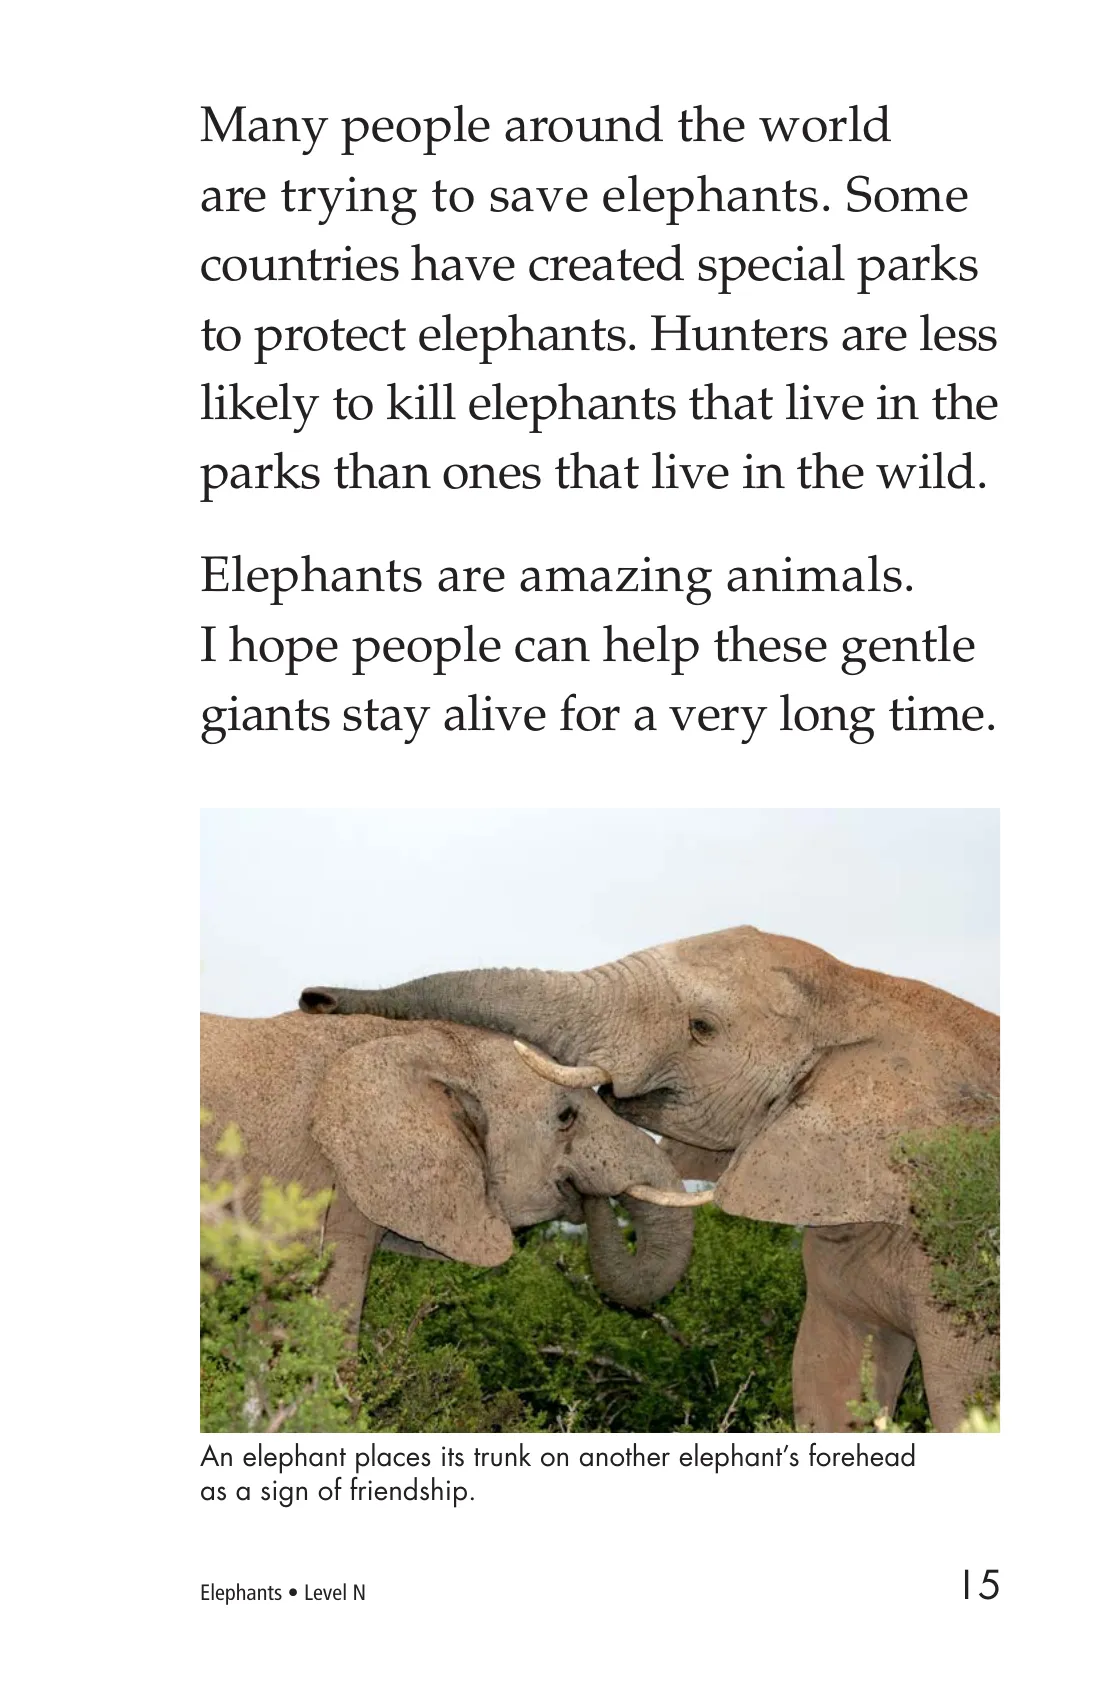 Many people around the world
are trying to save elephants. Some
countries have created special parks
to protect elephants. Hunters are less
likely to kill elephants that live in the
parks than ones that live in the wild.
Elephants are amazing animals.
I hope people can help these gentle
giants stay alive for a very long time.
An elephant places its trunk on another elephant’s forehead
as a sign of friendship.
Elephants • Level N
15